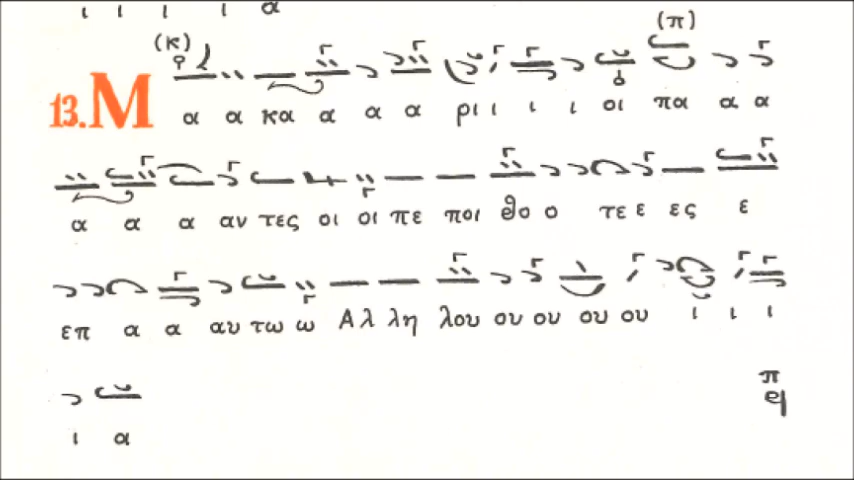 ι ι ι ι α
(κ) (π)
13. Μ α α κα α α α ρι ι ι ι οι πα α α
α α α αν τες οι οι πε ποι θο ο τε ε ες ε
επ α α αυ τω ω Αλ λη λου ου ου ου ου ι ι ι
π
ι α